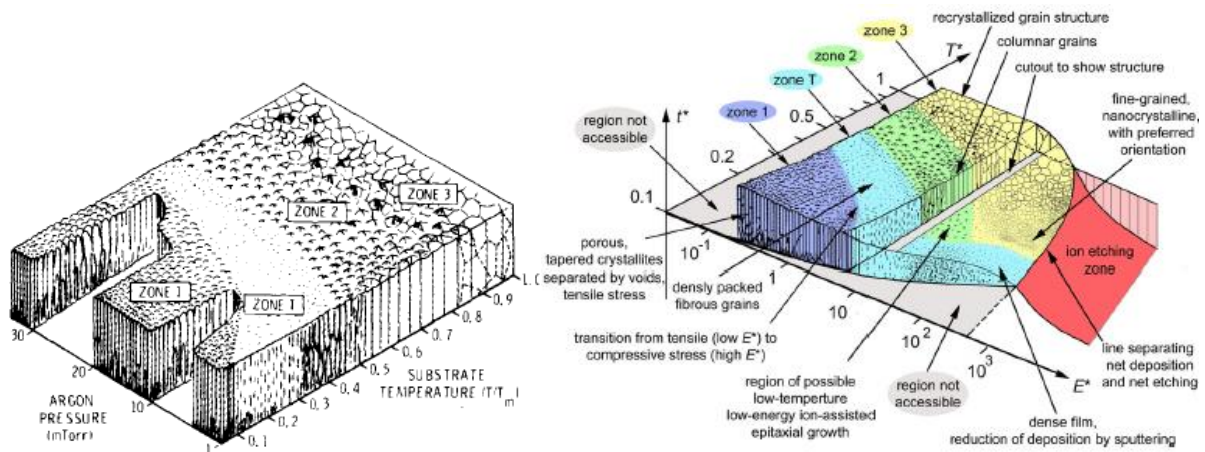 ZONE 3
ZONE 2
ZONE 1
ZONE T
30
20
10
1
ARGON
PRESSURE
(mTorr)
0.1
0.2
0.3
0.4
0.5
0.6
0.7
0.8
0.9
SUBSTRATE
TEMPERATURE (T/Tm)
recrystallized grain structure
columnar grains
cutout to show structure
fine-grained,
nanocrystalline,
with preferred
orientation
zone 3
zone 2
zone T
zone 1
T*
t*
E*
region not
accessible
0.1
0.2
0.5
1
10-1
1
10
10²
10³
porous,
tapered crystallites
separated by voids,
tensile stress
densly packed
fibrous grains
transition from tensile (low E*) to
compressive stress (high E*)
region of possible
low-temperture
low-energy ion-assisted
epitaxial growth
region not
accessible
ion etching
zone
line separating
net deposition
and net etching
dense film,
reduction of deposition by sputtering